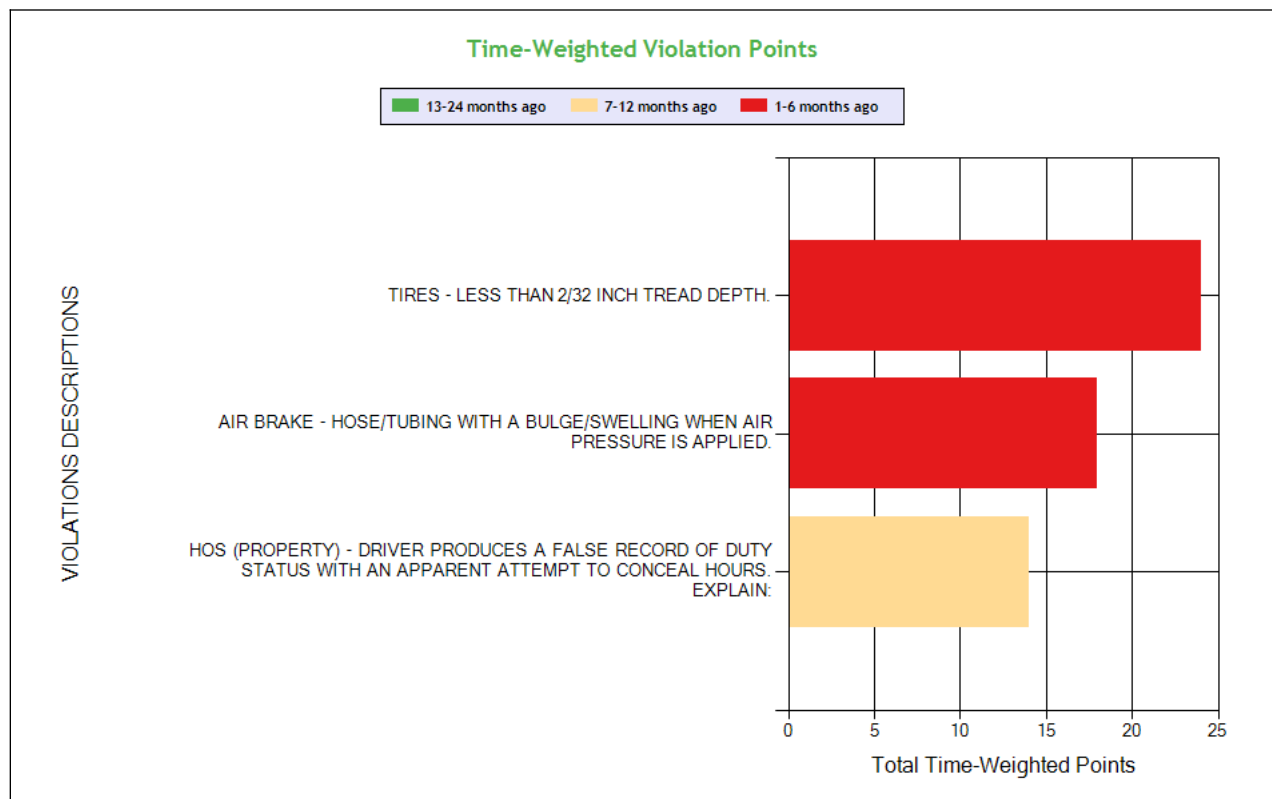 Time-Weighted Violation Points
13-24 months ago
7-12 months ago
1-6 months ago
VIOLATIONS DESCRIPTIONS
TIRES - LESS THAN 2/32 INCH TREAD DEPTH.
AIR BRAKE - HOSE/TUBING WITH A BULGE/SWELLING WHEN AIR
PRESSURE IS APPLIED.
HOS (PROPERTY) - DRIVER PRODUCES A FALSE RECORD OF DUTY
STATUS WITH AN APPARENT ATTEMPT TO CONCEAL HOURS.
EXPLAIN:
0 5 10 15 20 25
Total Time-Weighted Points